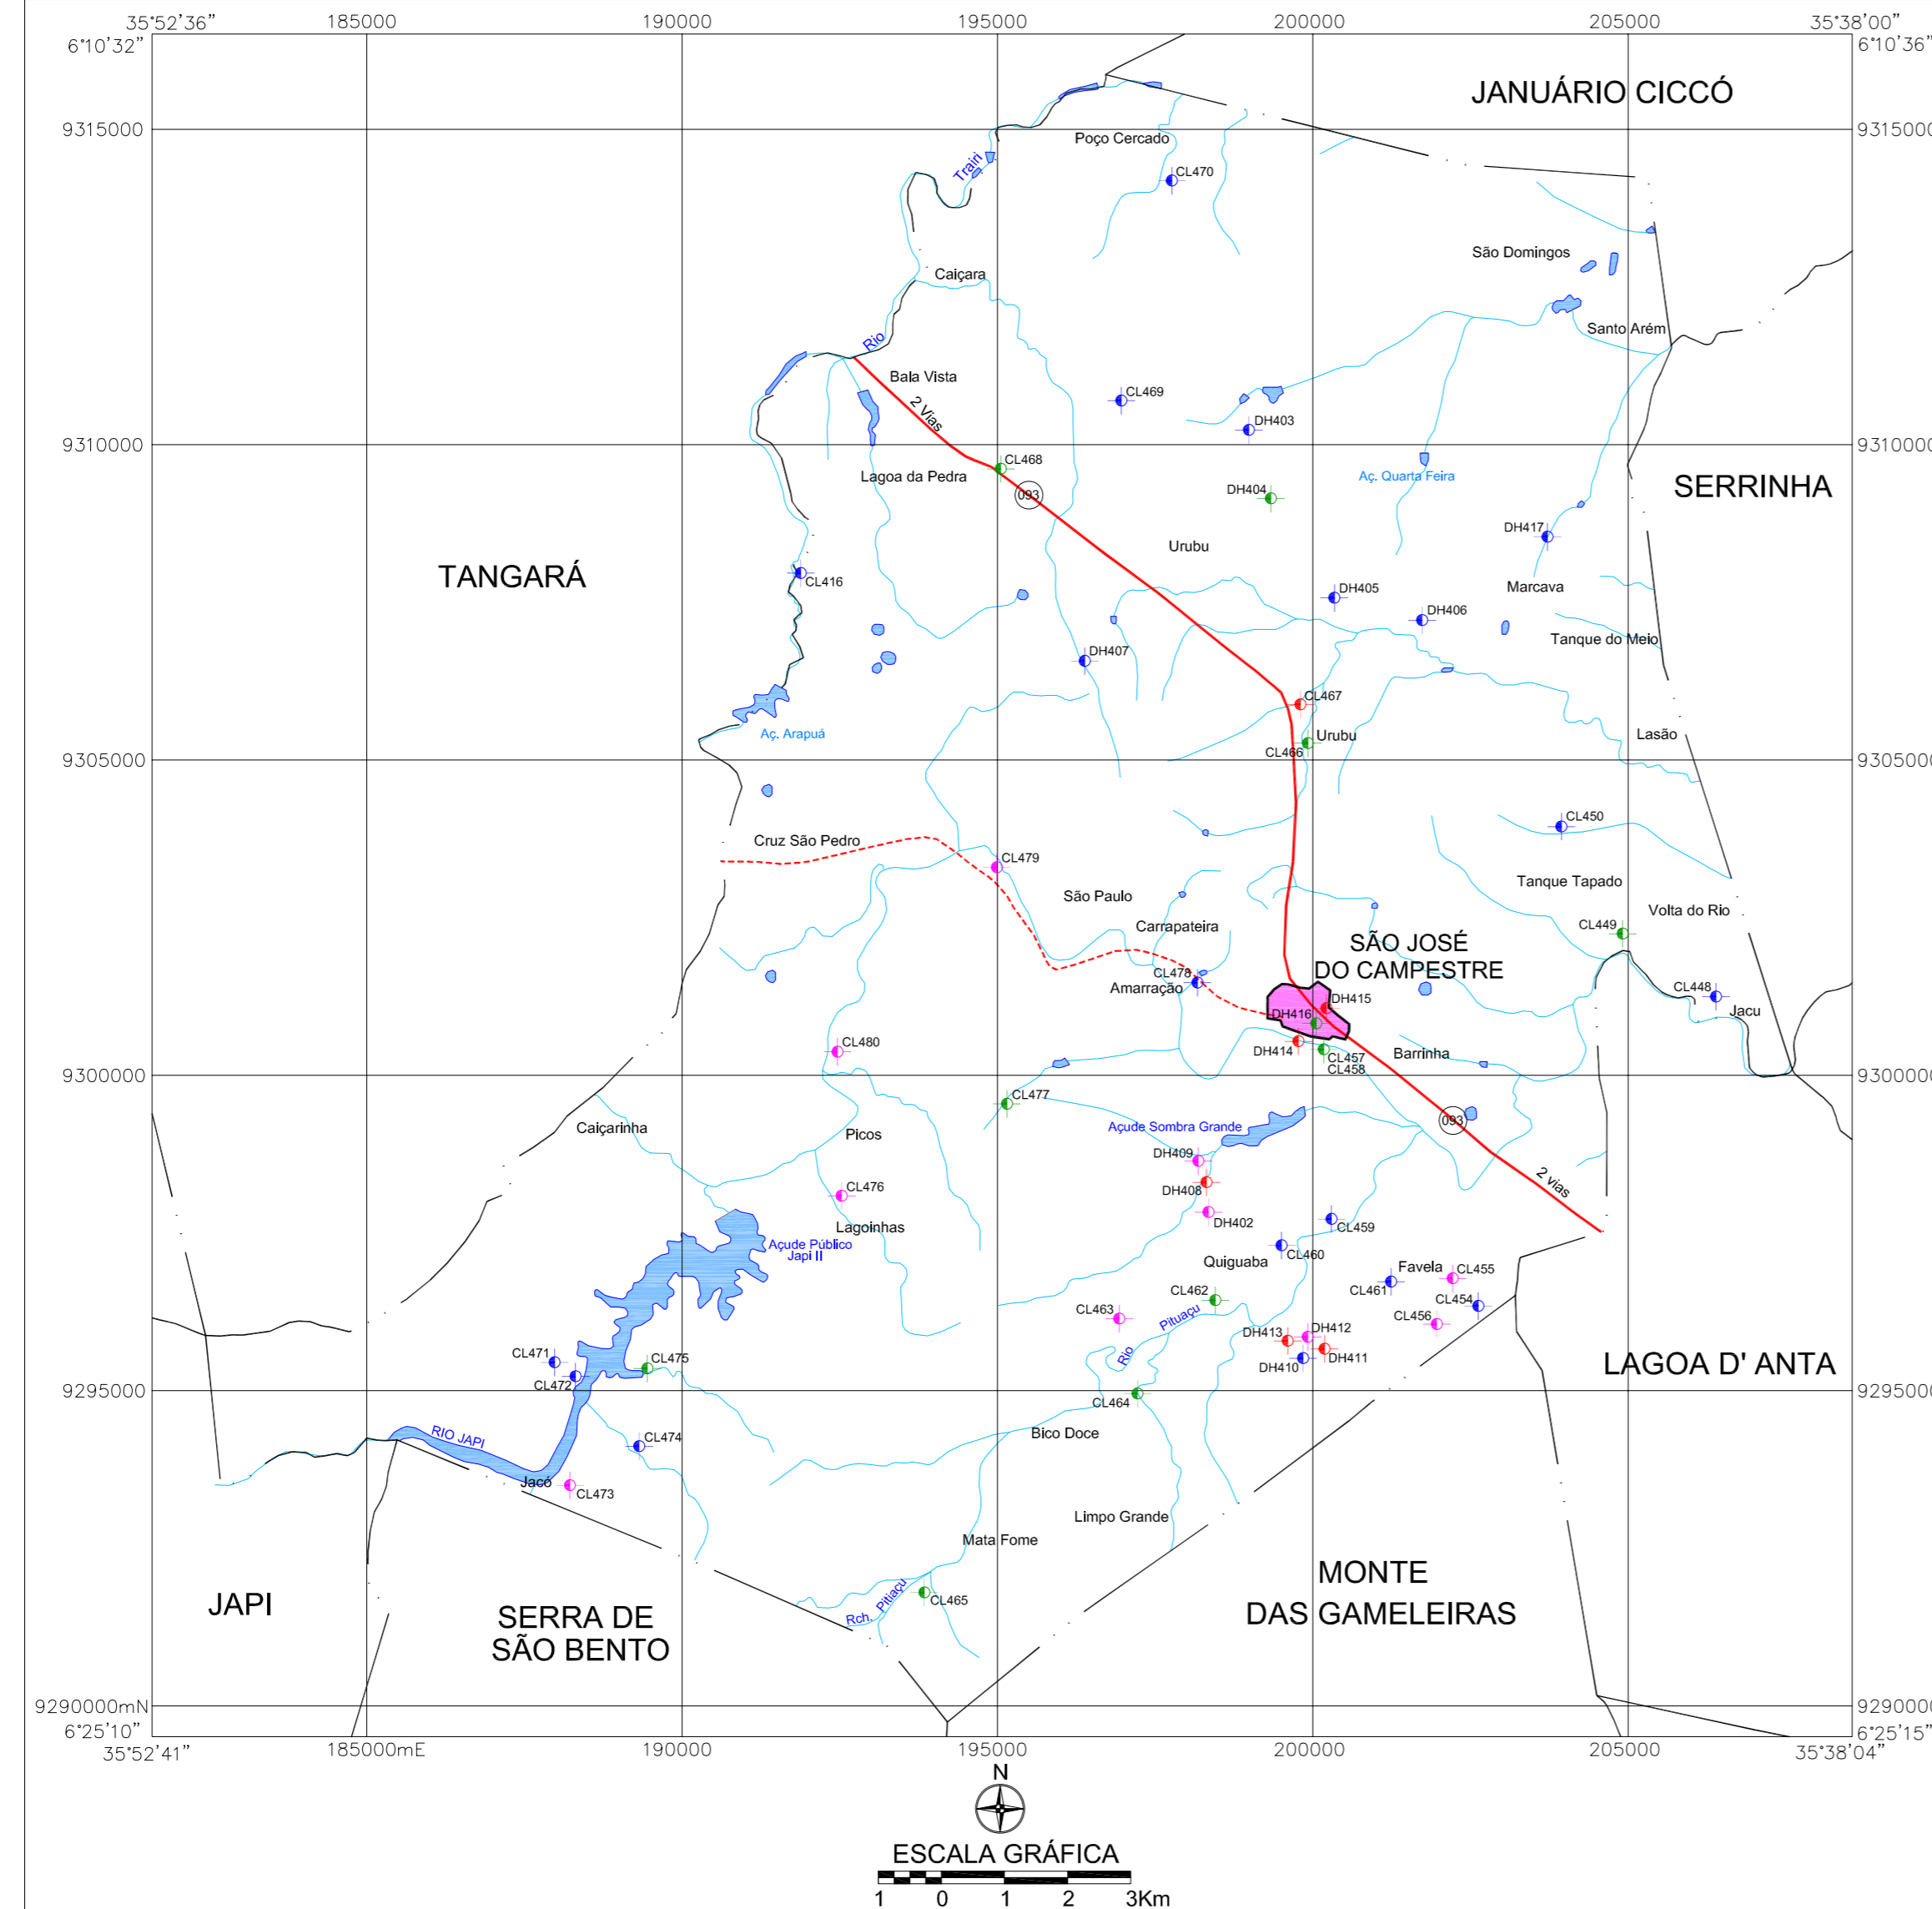 35°52'36"
185000
190000
195000
200000
205000
35°38'00"
6°10'32"
6°10'36"
JANUÁRIO CICCÓ
9315000
9315000
Poço Cercado
Trairi
CL470
São Domingos
Caiçara
Santo Arém
Rio
Bala Vista
CL469
2 Vias
DH403
9310000
9310000
CL468
Lagoa da Pedra
Aç. Quarta Feira
SERRINHA
093
DH404
DH417
Urubu
TANGARÁ
CL416
Marcava
DH405
DH406
Tanque do Meio
DH407
CL467
Aç. Arapuá
Urubu
Lasão
CL466
9305000
9305000
CL450
Cruz São Pedro
CL479
Tanque Tapado
São Paulo
Volta do Rio
CL449
Carrapateira
SÃO JOSÉ
DO CAMPESTRE
CL478
Amarração
CL448
Jacu
DH415
DH416
CL480
DH414
Barrinha
CL457
CL458
9300000
9300000
CL477
Caiçarinha
Picos
Açude Sombra Grande
093
DH409
DH408
2 vias
CL476
Lagoinhas
DH402
CL459
Açude Público
Japi II
CL460
Quiguaba
Favela
CL455
CL461
CL462
CL454
CL463
Pituaçu
CL456
DH413
DH412
Rio
DH411
DH410
CL471
CL475
CL472
LAGOA D' ANTA
9295000
9295000
CL464
RIO JAPI
CL474
Bico Doce
Jacó
CL473
Limpo Grande
Mata Fome
MONTE
DAS GAMELEIRAS
CL465
Rch. Pitiaçu
JAPI
SERRA DE
SÃO BENTO
9290000mN
9290000
6°25'10"
6°25'15"
35°52'41"
185000mE
190000
195000
200000
205000
35°38'04"
N
ESCALA GRÁFICA
1 0 1 2 3Km